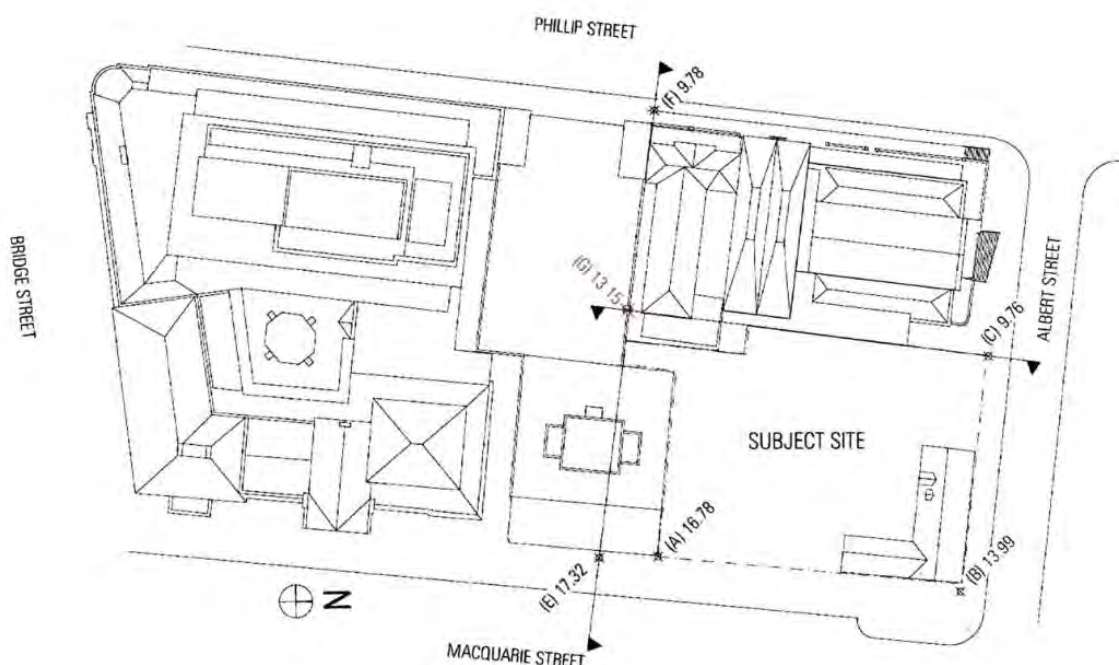 PHILLIP STREET
(F) 9.78
BRIDGE STREET
(G) 13.15
ALBERT STREET
(C) 9.76
SUBJECT SITE
(A) 16.78
(B) 13.99
(E) 17.32
N
MACQUARIE STREET